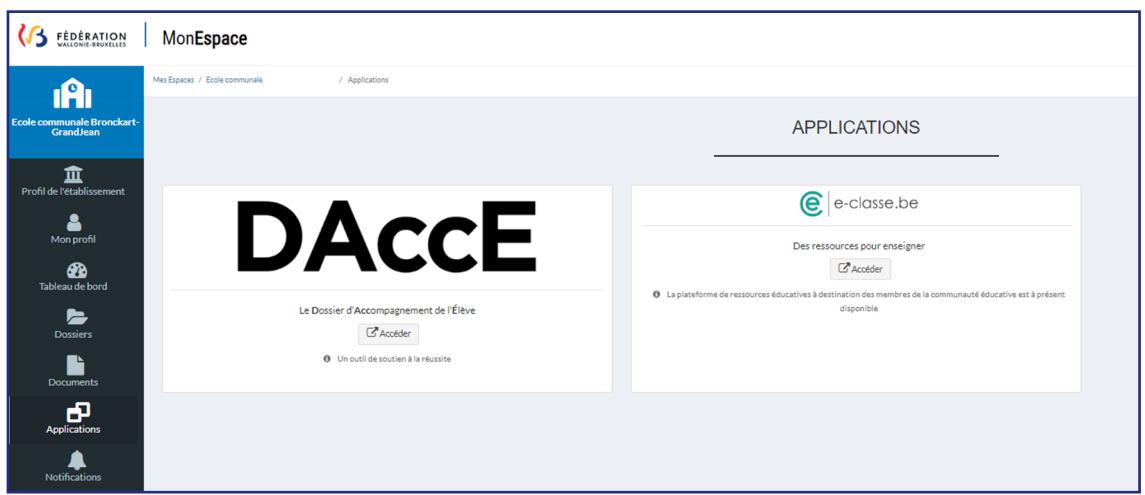 FÉDÉRATION
WALLONIE-BRUXELLES
MonEspace
Ecole communale Bronckart-
GrandJean
Profil de l'établissement
Mon profil
Tableau de bord
Dossiers
Documents
Applications
Notifications
Mes Espaces / Ecole communale / Applications
APPLICATIONS
DAccE
Le Dossier d'Accompagnement de l'Élève
Accéder
Un outil de soutien à la réussite
e-classe.be
Des ressources pour enseigner
Accéder
La plateforme de ressources éducatives à destination des membres de la communauté éducative est à présent
disponible